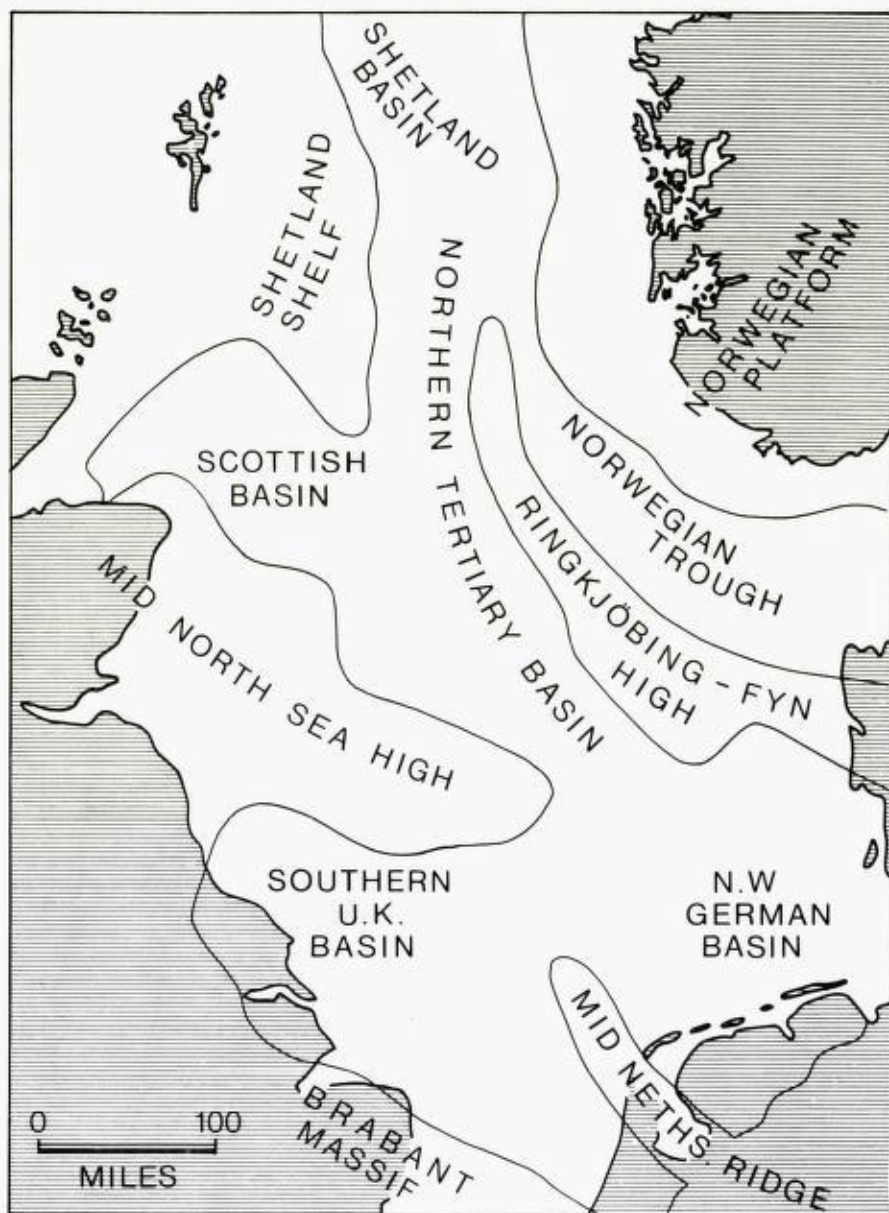 SHETLAND
BASIN
SHETLAND
SHELF
NORWEGIAN
PLATFORM
NORTHERN TERTIARY BASIN
SCOTTISH
BASIN
NORWEGIAN
TROUGH
RINGKJÖBING – FYN
HIGH
MID NORTH SEA HIGH
SOUTHERN
U.K.
BASIN
N.W
GERMAN
BASIN
MID NETHS. RIDGE
BRABANT
MASSIF
0 100
MILES